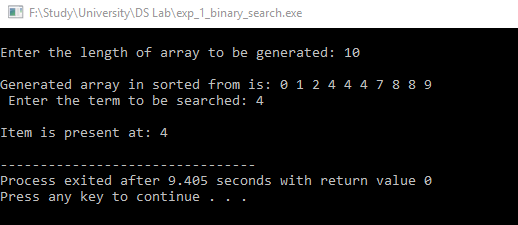 F:\Study\University\DS Lab\exp_1_binary_search.exe
Enter the length of array to be generated: 10
Generated array in sorted from is: 0 1 2 4 4 4 7 8 8 9
Enter the term to be searched: 4
Item is present at: 4
--------------------------------
Process exited after 9.405 seconds with return value 0
Press any key to continue . . .